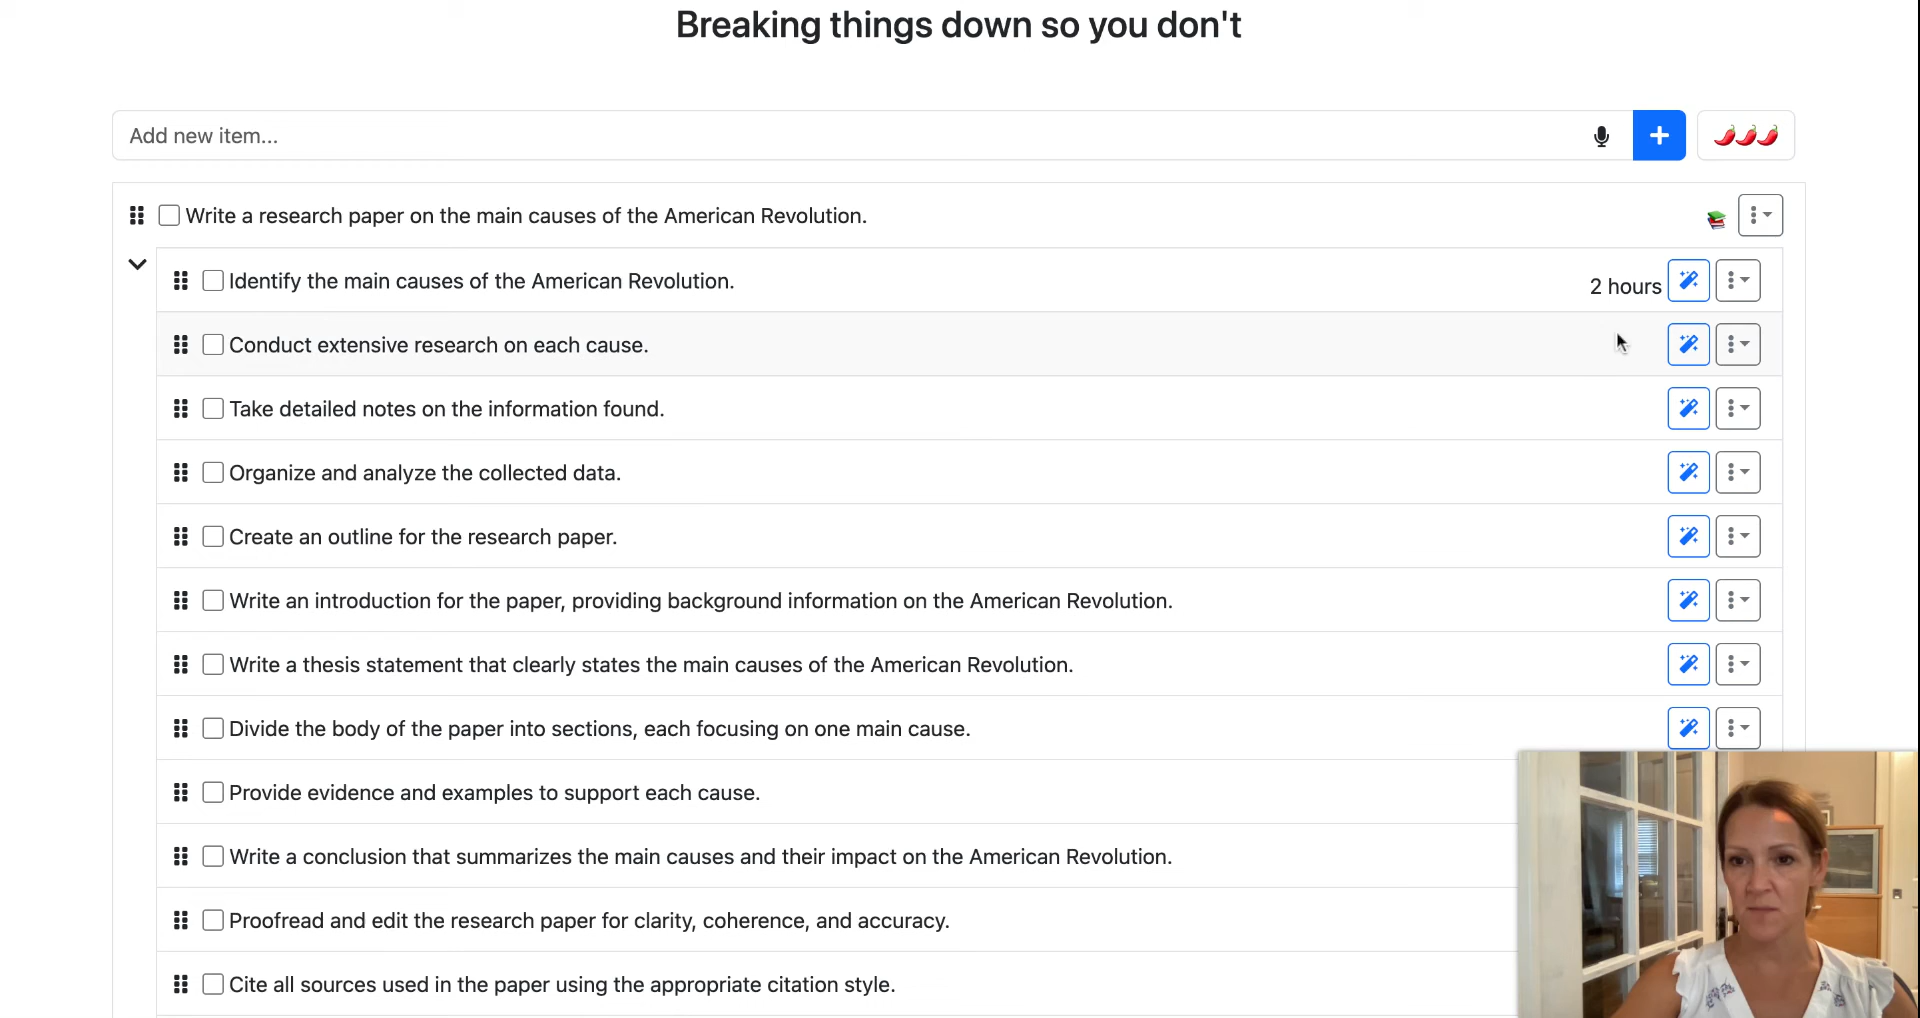 Breaking things down so you don't
Add new item...
Write a research paper on the main causes of the American Revolution.
Identify the main causes of the American Revolution.
2 hours
Conduct extensive research on each cause.
Take detailed notes on the information found.
Organize and analyze the collected data.
Create an outline for the research paper.
Write an introduction for the paper, providing background information on the American Revolution.
Write a thesis statement that clearly states the main causes of the American Revolution.
Divide the body of the paper into sections, each focusing on one main cause.
Provide evidence and examples to support each cause.
Write a conclusion that summarizes the main causes and their impact on the American Revolution.
Proofread and edit the research paper for clarity, coherence, and accuracy.
Cite all sources used in the paper using the appropriate citation style.